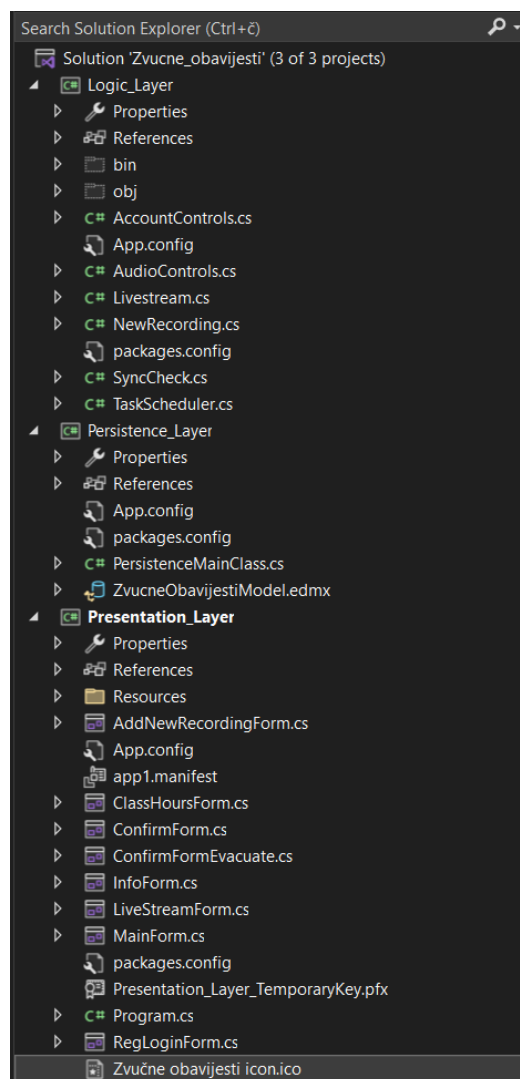 Search Solution Explorer (Ctrl+č)
Solution 'Zvucne_obavijesti' (3 of 3 projects)
C# Logic_Layer
Properties
References
bin
obj
C# AccountControls.cs
App.config
C# AudioControls.cs
C# Livestream.cs
C# NewRecording.cs
packages.config
C# SyncCheck.cs
C# TaskScheduler.cs
C# Persistence_Layer
Properties
References
App.config
packages.config
C# PersistenceMainClass.cs
ZvucneObavijestiModel.edmx
C# Presentation_Layer
Properties
References
Resources
AddNewRecordingForm.cs
App.config
app1.manifest
ClassHoursForm.cs
ConfirmForm.cs
ConfirmFormEvacuate.cs
InfoForm.cs
LiveStreamForm.cs
MainForm.cs
packages.config
Presentation_Layer_TemporaryKey.pfx
C# Program.cs
RegLoginForm.cs
Zvučne obavijesti icon.ico